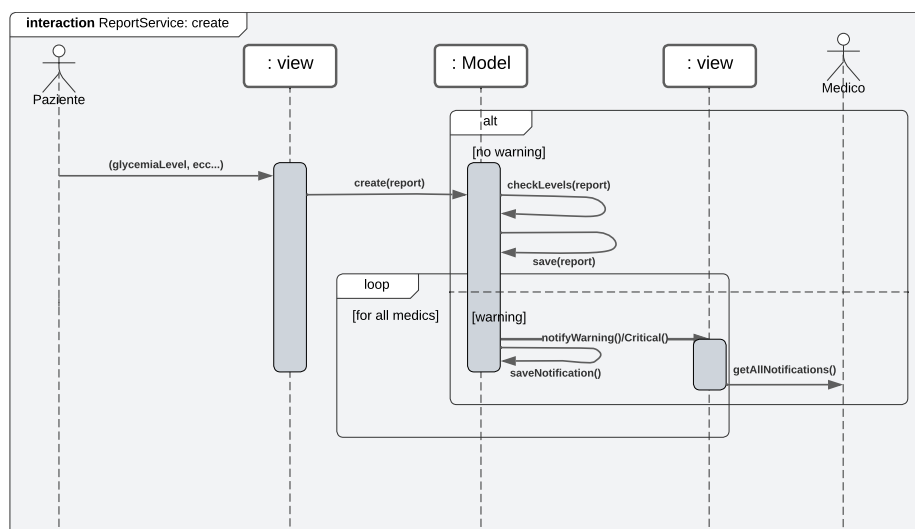 interaction ReportService: create
: view
: Model
: view
Paziente
Medico
alt
[no warning]
(glycemiaLevel, ecc...)
create(report)
checkLevels(report)
save(report)
loop
[for all medics]
[warning]
notifyWarning()/Critical()
saveNotification()
getAllNotifications()